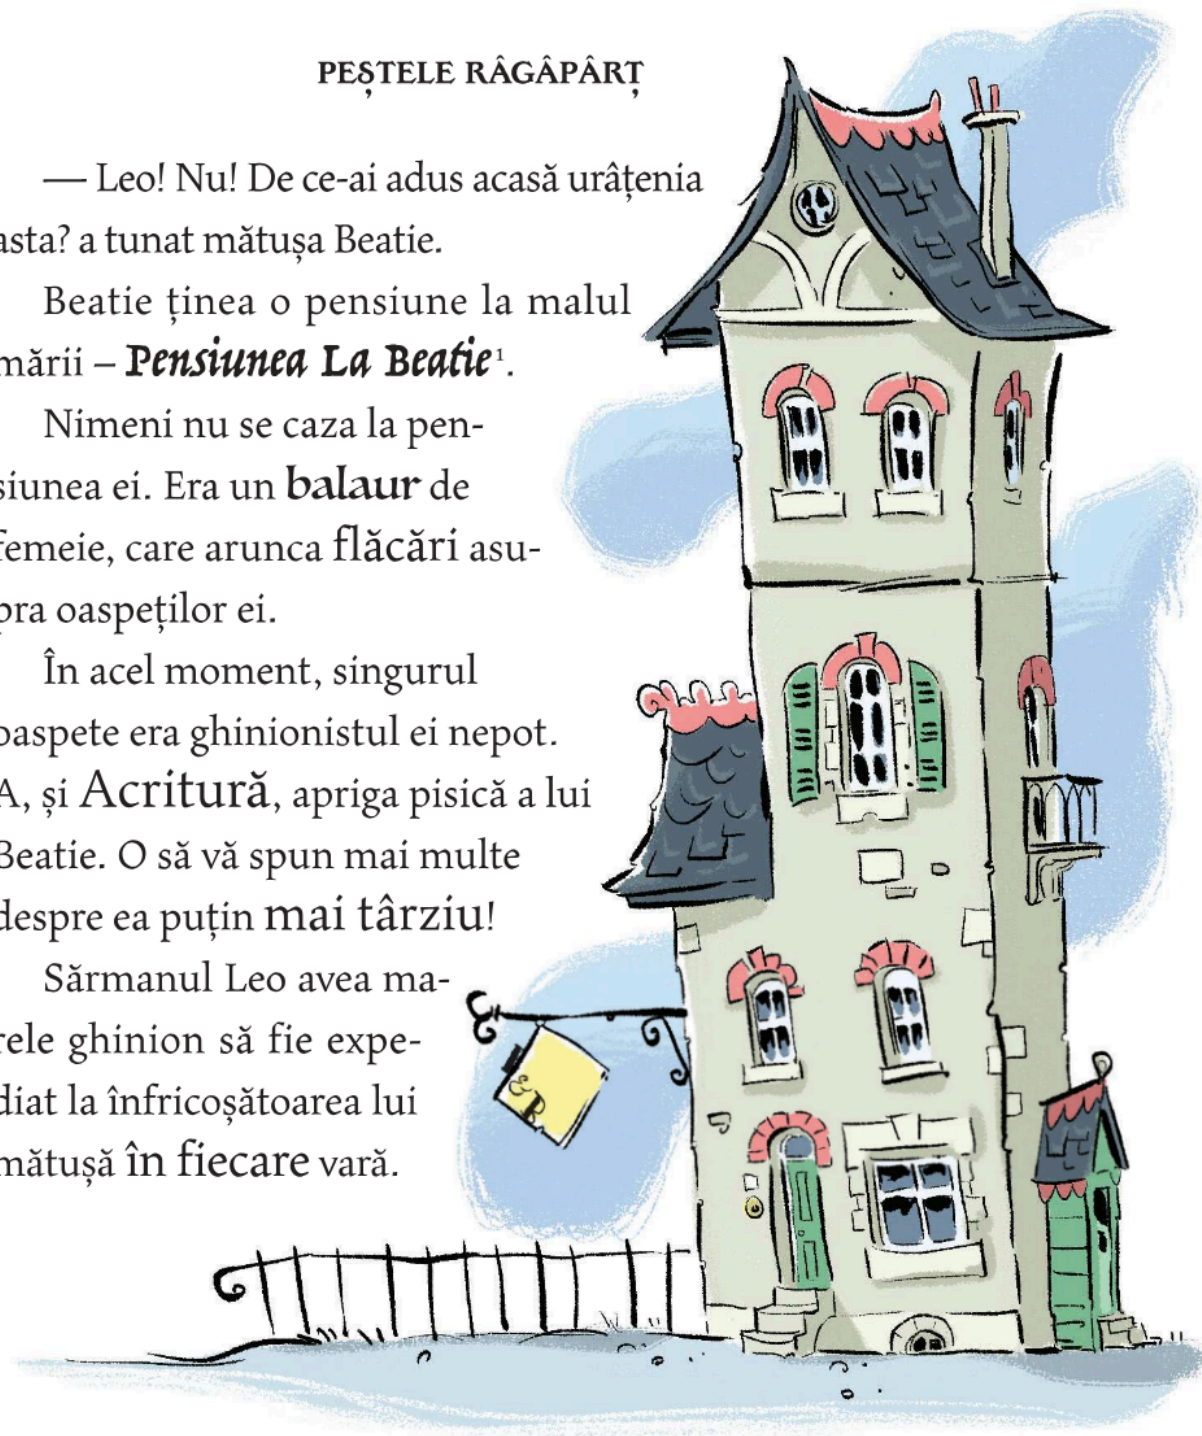 PEȘTELE RÂGÂPÂRȚ
— Leo! Nu! De ce-ai adus acasă urâțenia
asta? a tunat mătușa Beatie.
Beatie ținea o pensiune la malul
mării – Pensiunea La Beatie¹.
Nimeni nu se caza la pen-
siunea ei. Era un balaur de
femeie, care arunca flăcări asu-
pra oaspeților ei.
În acel moment, singurul
oaspete era ghinionistul ei nepot.
A, și Acritură, apriga pisică a lui
Beatie. O să vă spun mai multe
despre ea puțin mai târziu!
Sărmanul Leo avea ma-
rele ghinion să fie expe-
diat la înfricoșătoarea lui
mătușă în fiecare vară.
&B